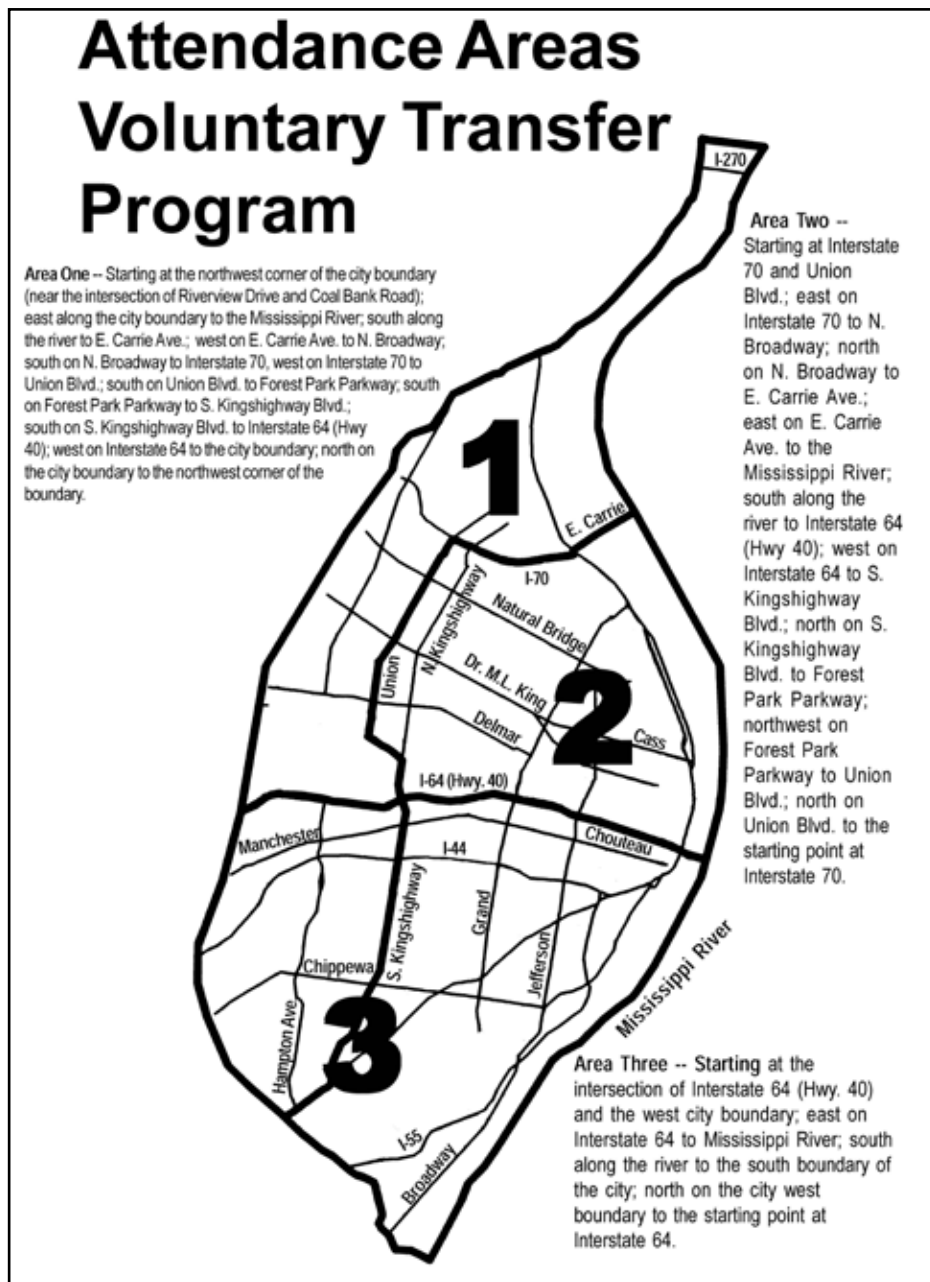 Attendance Areas
Voluntary Transfer
Program
Area One -- Starting at the northwest corner of the city boundary
(near the intersection of Riverview Drive and Coal Bank Road);
east along the city boundary to the Mississippi River; south along
the river to E. Carrie Ave.; west on E. Carrie Ave. to N. Broadway;
south on N. Broadway to Interstate 70, west on Interstate 70 to
Union Blvd.; south on Union Blvd. to Forest Park Parkway; south
on Forest Park Parkway to S. Kingshighway Blvd.;
south on S. Kingshighway Blvd. to Interstate 64 (Hwy
40); west on Interstate 64 to the city boundary; north on
the city boundary to the northwest corner of the
boundary.
I-270
Area Two --
Starting at Interstate
70 and Union
Blvd.; east on
Interstate 70 to N.
Broadway; north
on N. Broadway to
E. Carrie Ave.;
east on E. Carrie
Ave. to the
Mississippi River;
south along the
river to Interstate 64
(Hwy 40); west on
Interstate 64 to S.
Kingshighway
Blvd.; north on S.
Kingshighway
Blvd. to Forest
Park Parkway;
northwest on
Forest Park
Parkway to Union
Blvd.; north on
Union Blvd. to the
starting point at
Interstate 70.
1
E. Carrie
I-70
N. Kingshighway
Natural Bridge
Union
Dr. M.L. King
2
Delmar
Cass
I-64 (Hwy. 40)
Manchester
Chouteau
I-44
S. Kingshighway
Grand
Jefferson
Chippewa
Mississippi River
3
Hampton Ave
I-55
Broadway
Area Three -- Starting at the
intersection of Interstate 64 (Hwy. 40)
and the west city boundary; east on
Interstate 64 to Mississippi River; south
along the river to the south boundary of
the city; north on the city west
boundary to the starting point at
Interstate 64.